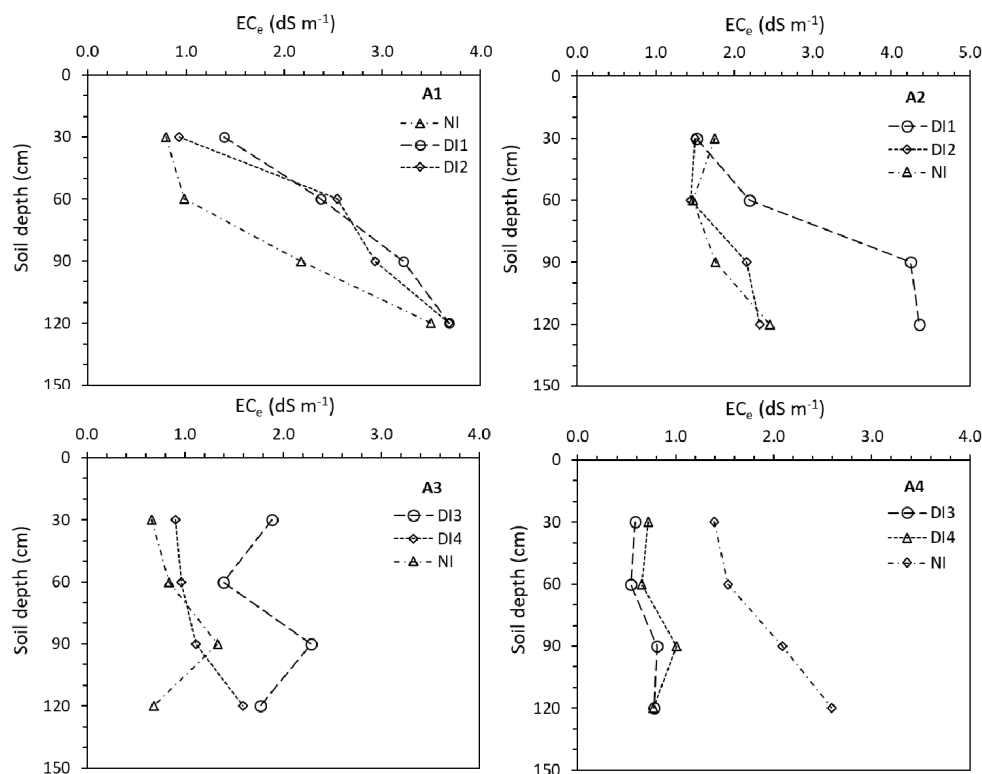 ECe (dS m-1)
0.0 1.0 2.0 3.0 4.0
0
30
60
90
120
150
Soil depth (cm)
A1
NI
DI1
DI2
ECe (dS m-1)
0.0 1.0 2.0 3.0 4.0 5.0
0
30
60
90
120
150
Soil depth (cm)
A2
DI1
DI2
NI
ECe (dS m-1)
0.0 1.0 2.0 3.0 4.0
0
30
60
90
120
150
Soil depth (cm)
A3
DI3
DI4
NI
ECe (dS m-1)
0.0 1.0 2.0 3.0 4.0
0
30
60
90
120
150
Soil depth (cm)
A4
DI3
DI4
NI